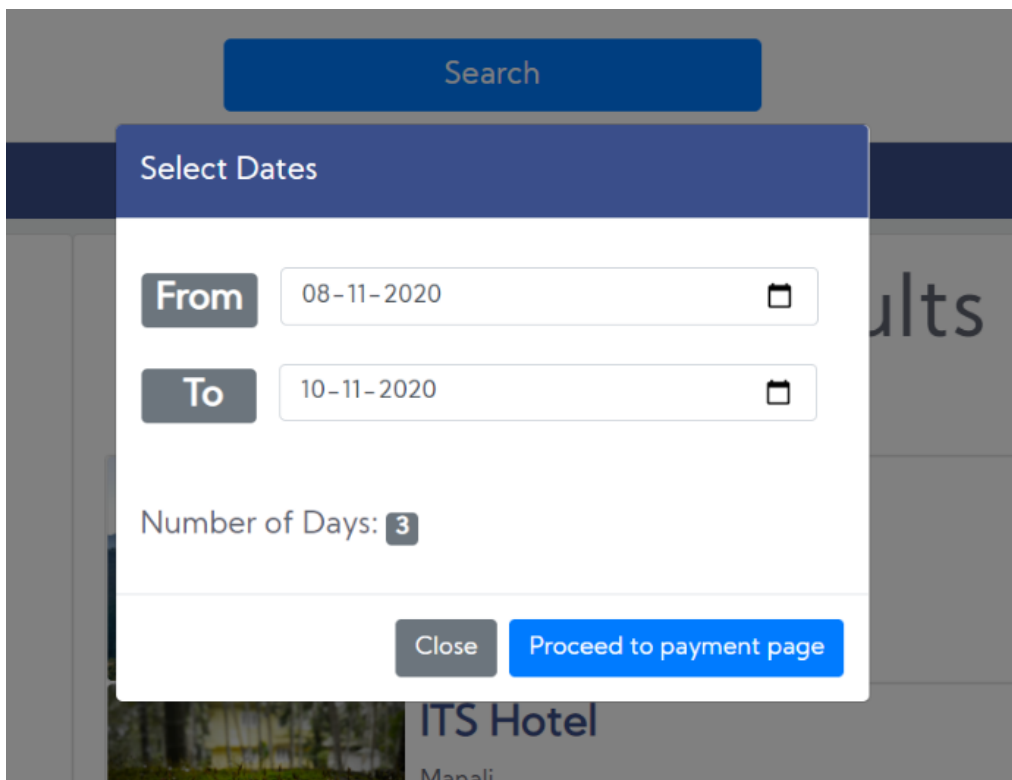 Search
Select Dates
From 08-11-2020
ults
To 10-11-2020
Number of Days: 3
Close Proceed to payment page
ITS Hotel
Manali